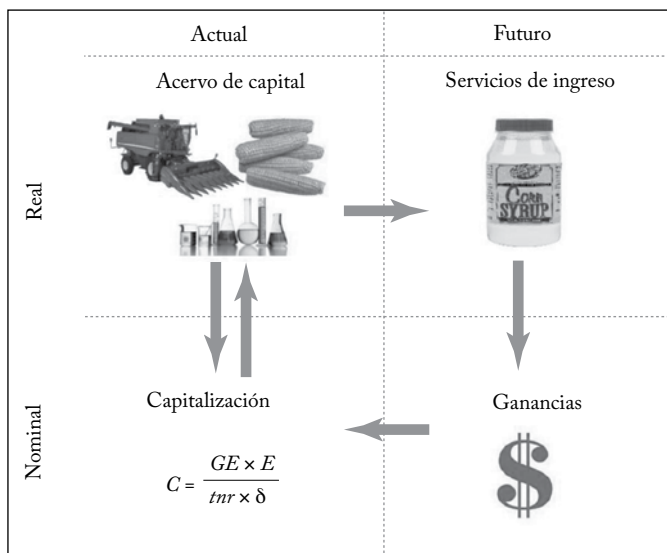 Actual
Futuro
Acervo de capital
Servicios de ingreso
Real
Corn
SYRUP
Nominal
Capitalización
Ganancias
C = GE × E / tnr × δ
$